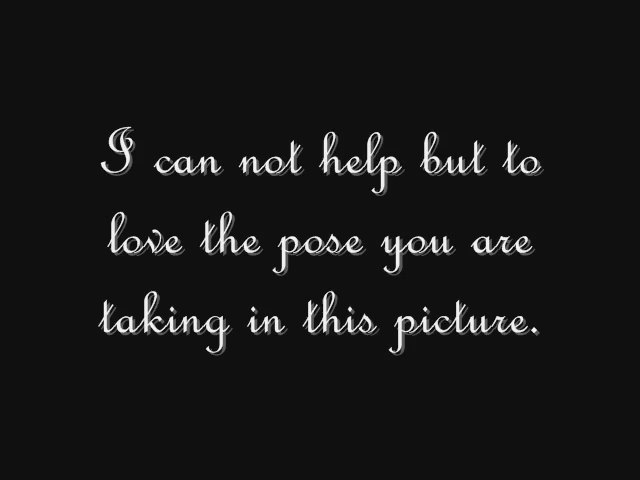 I can not help but to
love the pose you are
taking in this picture.